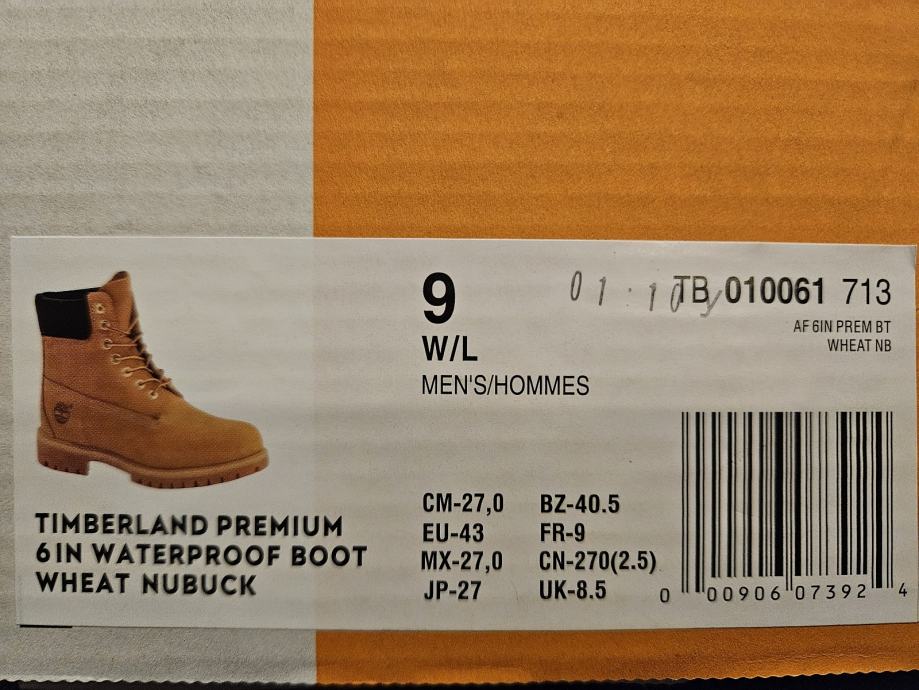 9
W/L
MEN'S/HOMMES
TB 010061 713
AF 6IN PREM BT
WHEAT NB
TIMBERLAND PREMIUM
6IN WATERPROOF BOOT
WHEAT NUBUCK
CM-27,0 BZ-40.5
EU-43 FR-9
MX-27,0 CN-270(2.5)
JP-27 UK-8.5
0 00906 07392 4